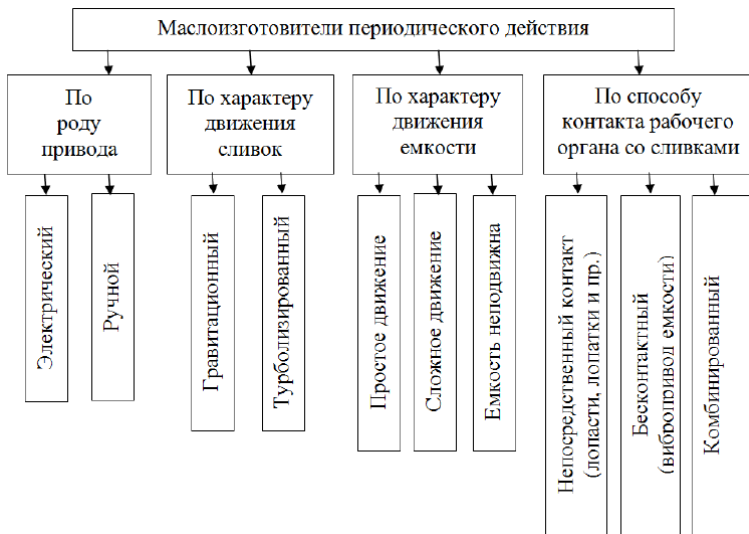 Маслоизготовители периодического действия
По
роду
привода
По характеру
движения
сливок
По характеру
движения
емкости
По способу
контакта рабочего
органа со сливками
Электрический
Ручной
Гравитационный
Турболизированный
Простое движение
Сложное движение
Емкость неподвижна
Непосредственный контакт
(лопасти, лопатки и пр.)
Бесконтактный
(вибропривод емкости)
Комбинированный